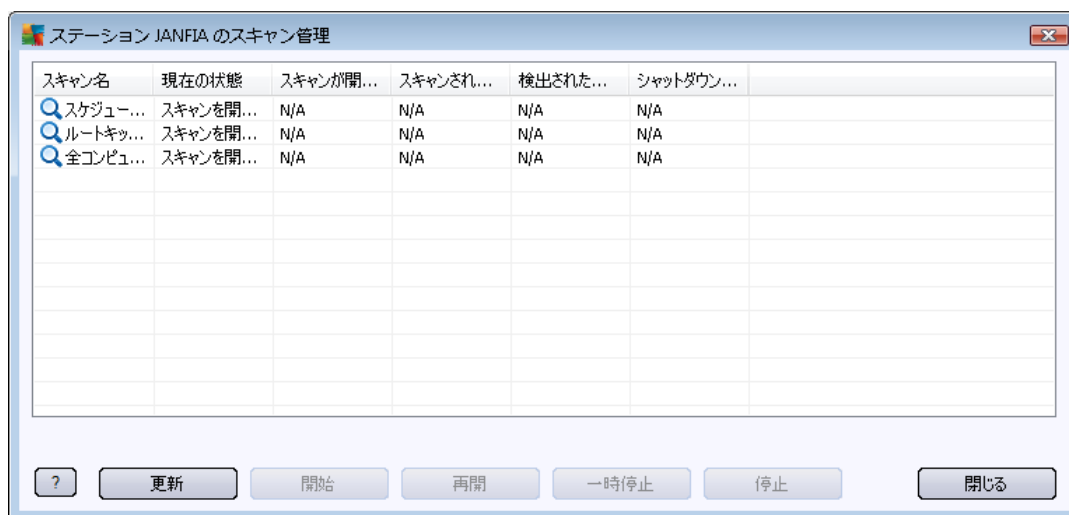 ステーション JANFIA のスキャン管理
スキャン名 現在の状態 スキャンが開... スキャンされ... 検出された... シャットダウン...
スケジュー... スキャンを開... N/A N/A N/A N/A
ルートキッ... スキャンを開... N/A N/A N/A N/A
全コンピュ... スキャンを開... N/A N/A N/A N/A
? 更新 開始 再開 一時停止 停止 閉じる